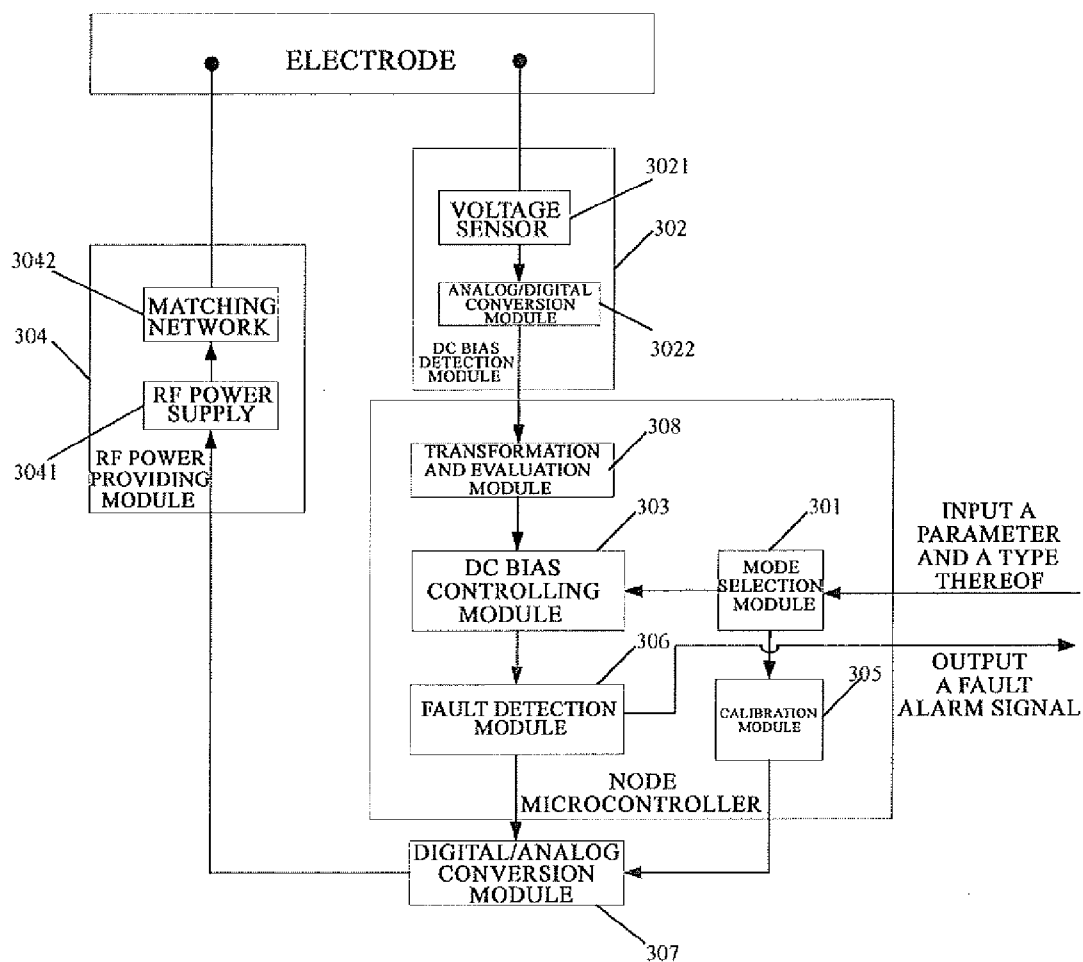 ELECTRODE
3021
VOLTAGE
SENSOR
302
3042
ANALOG/DIGITAL
CONVERSION
MODULE
MATCHING
NETWORK
304
3022
DC BIAS
DETECTION
MODULE
RF POWER
SUPPLY
3041
RF POWER
PROVIDING
MODULE
308
TRANSFORMATION
AND EVALUATION
MODULE
303
301
INPUT A
PARAMETER
AND A TYPE
THEREOF
DC BIAS
CONTROLLING
MODULE
MODE
SELECTION
MODULE
306
OUTPUT
A FAULT
ALARM SIGNAL
305
FAULT DETECTION
MODULE
CALIBRATION
MODULE
NODE
MICROCONTROLLER
DIGITAL/ANALOG
CONVERSION
MODULE
307